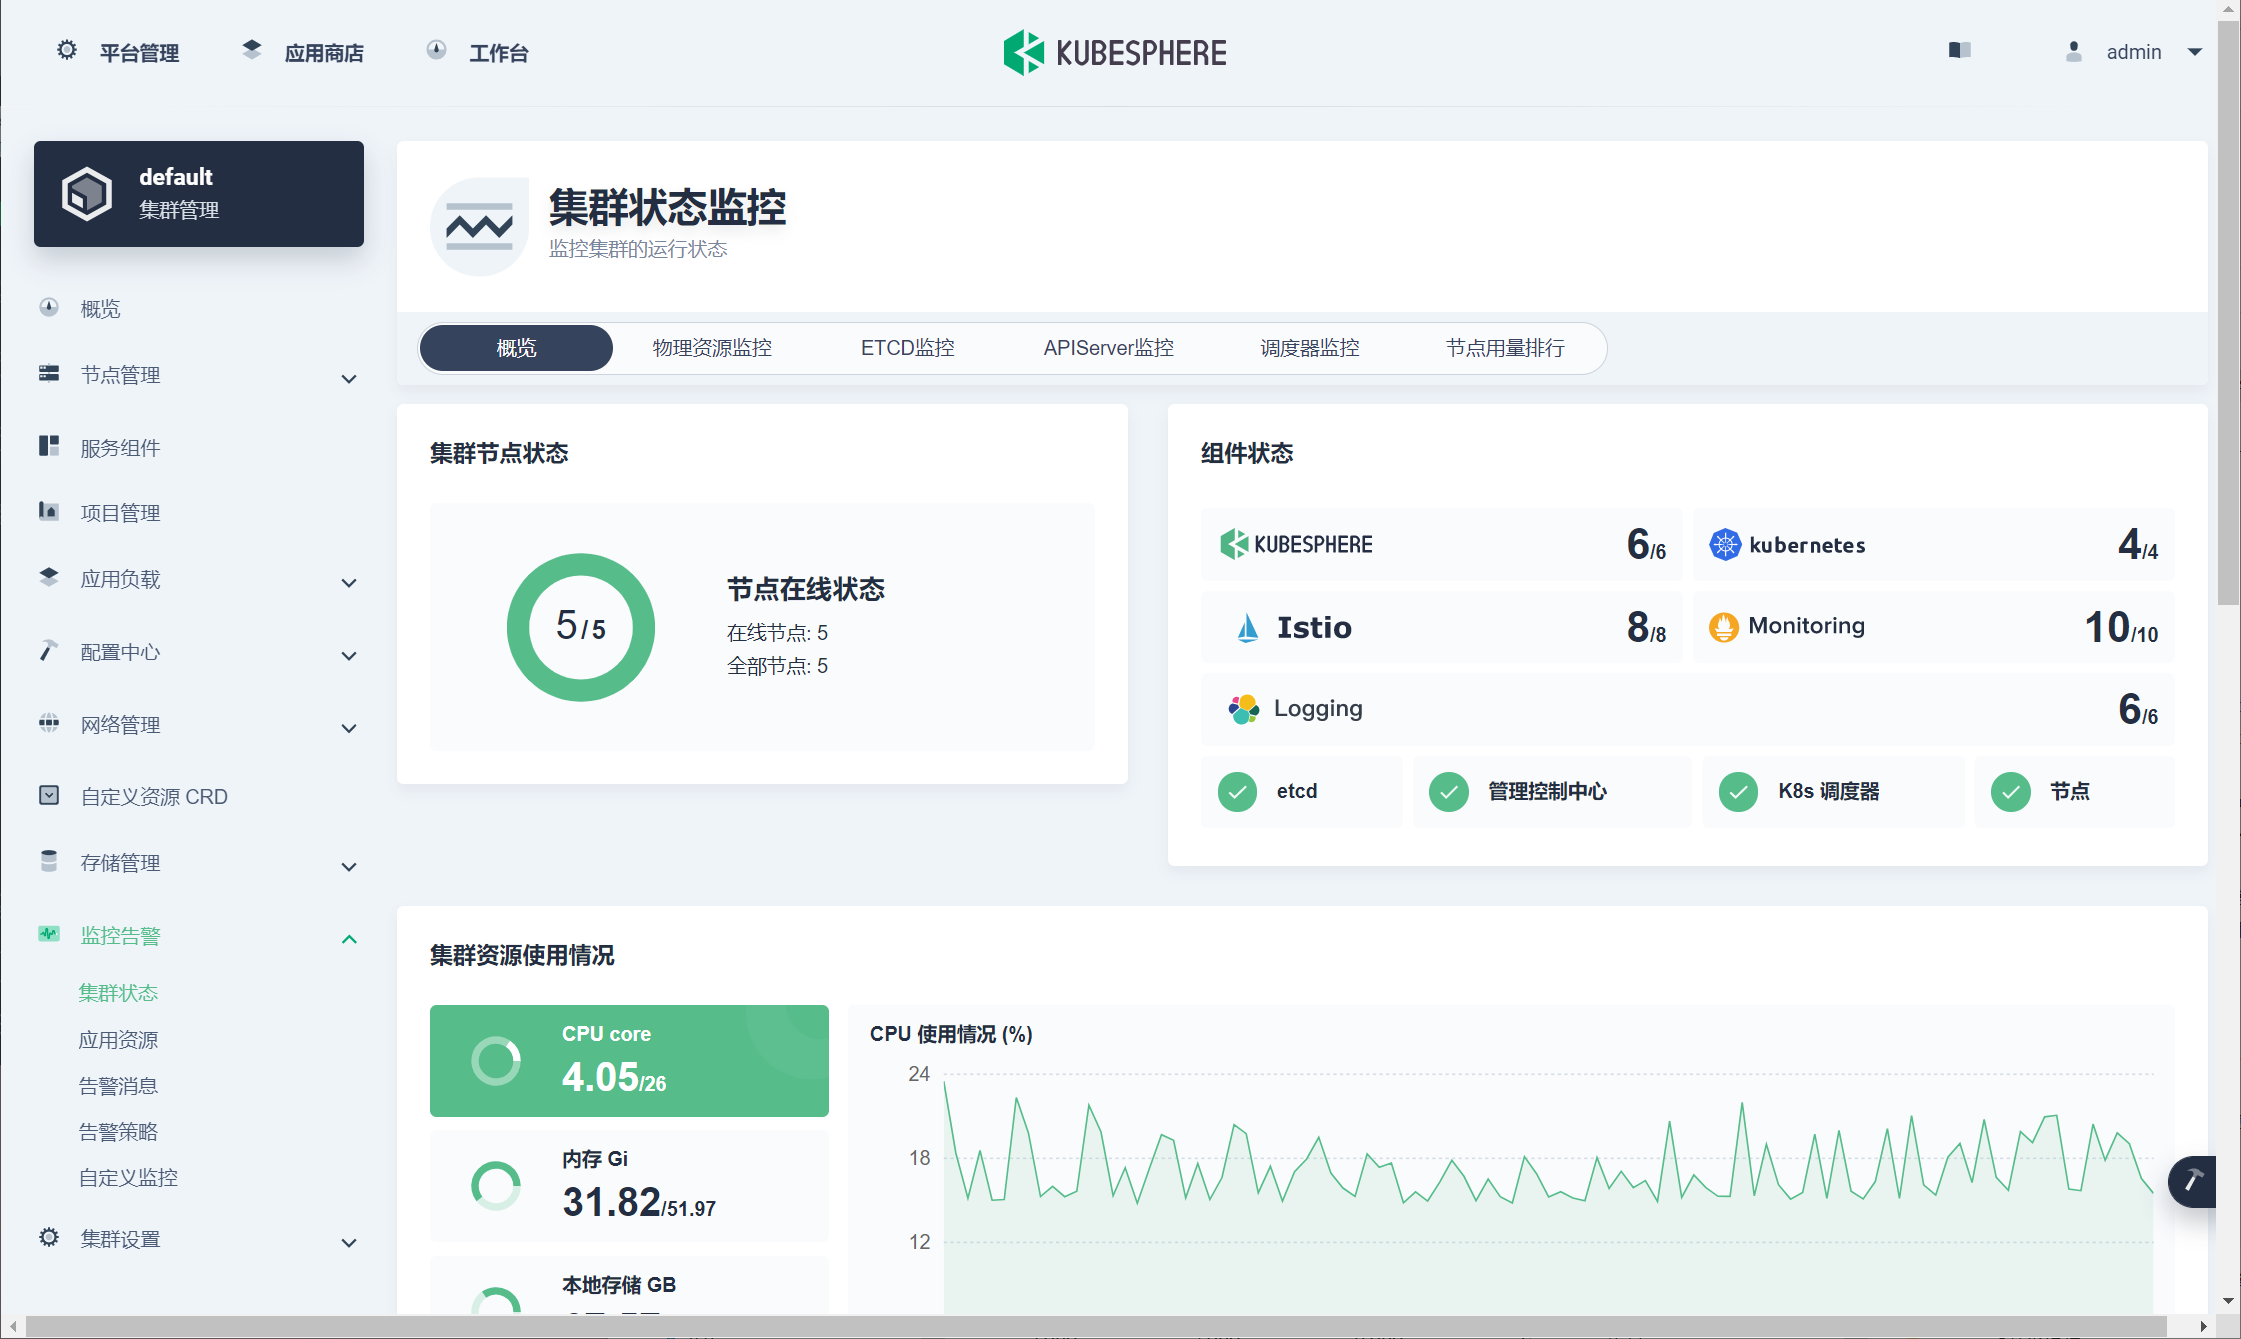 平台管理
应用商店
工作台
KUBESPHERE
admin
default
集群管理
概览
节点管理
服务组件
项目管理
应用负载
配置中心
网络管理
自定义资源 CRD
存储管理
监控告警
集群状态
应用资源
告警消息
告警策略
自定义监控
集群设置
集群状态监控
监控集群的运行状态
概览
物理资源监控
ETCD监控
APIServer监控
调度器监控
节点用量排行
集群节点状态
5/5
节点在线状态
在线节点: 5
全部节点: 5
组件状态
KUBESPHERE 6/6
kubernetes 4/4
Istio 8/8
Monitoring 10/10
Logging 6/6
etcd
管理控制中心
K8s 调度器
节点
集群资源使用情况
CPU core
4.05/26
内存 Gi
31.82/51.97
本地存储 GB
CPU 使用情况 (%)
24
18
12